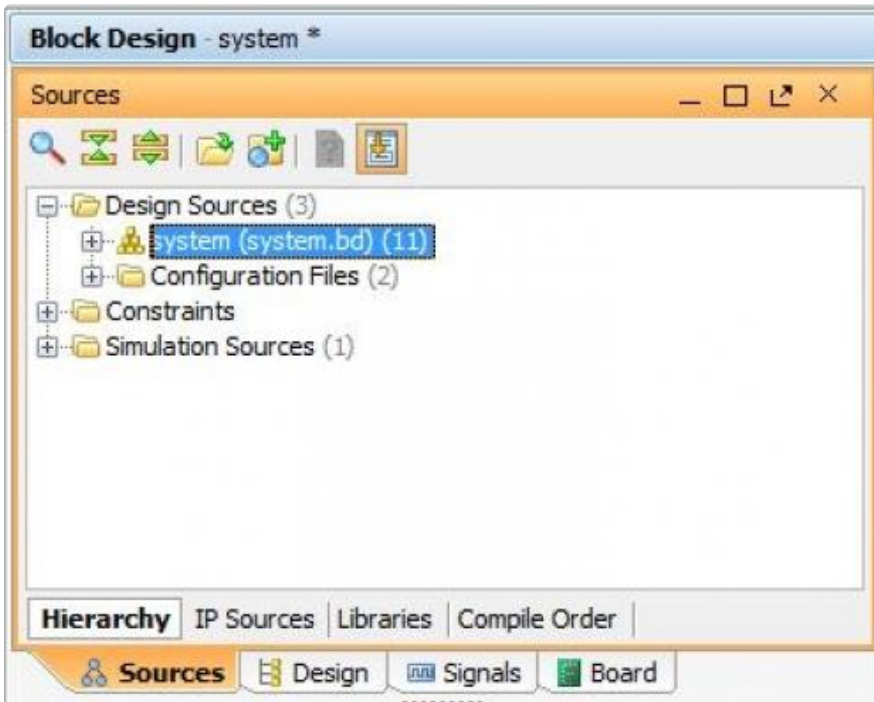 Block Design - system *
Sources
Design Sources (3)
system (system.bd) (11)
Configuration Files (2)
Constraints
Simulation Sources (1)
Hierarchy IP Sources Libraries Compile Order
Sources Design Signals Board